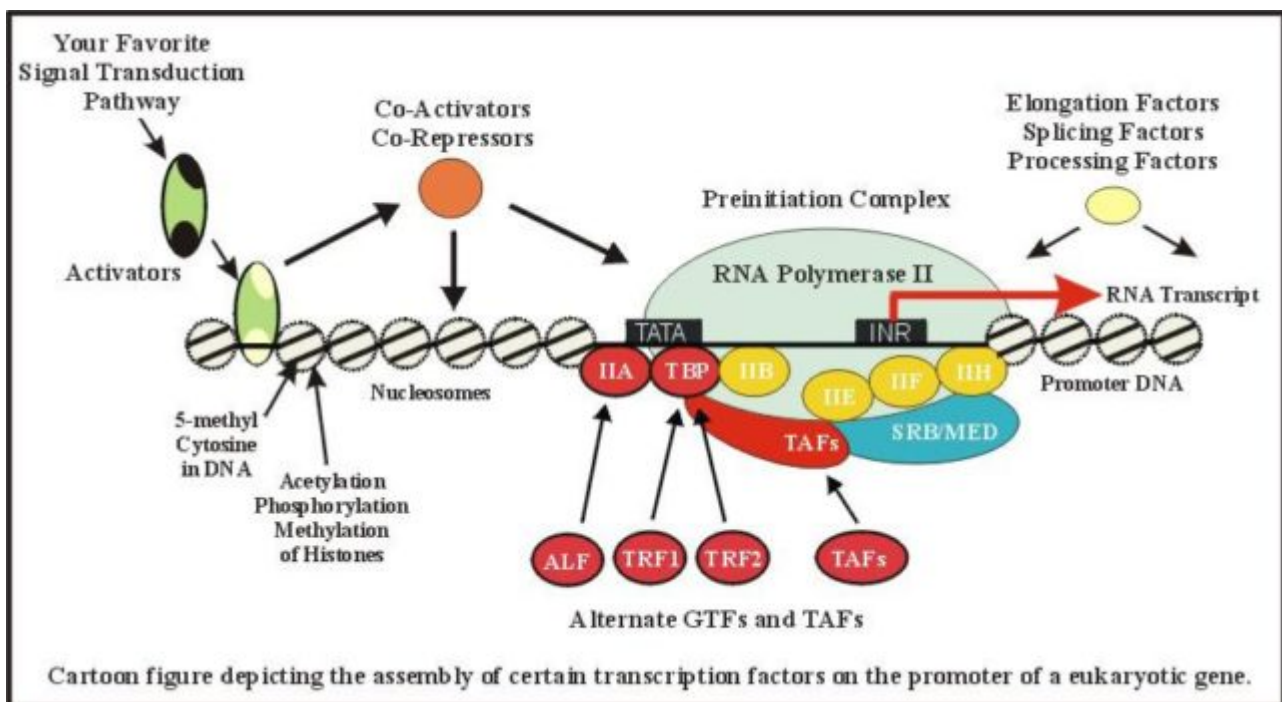 Your Favorite
Signal Transduction
Pathway
Co-Activators
Co-Repressors
Elongation Factors
Splicing Factors
Processing Factors
Preinitiation Complex
Activators
RNA Polymerase II
RNA Transcript
TATA
INR
IIA
TBP
IIB
IIE
IIF
IIH
Nucleosomes
Promoter DNA
5-methyl
Cytosine
in DNA
TAFs
SRB/MED
Acetylation
Phosphorylation
Methylation
of Histones
ALF
TRF1
TRF2
TAFs
Alternate GTFs and TAFs
Cartoon figure depicting the assembly of certain transcription factors on the promoter of a eukaryotic gene.